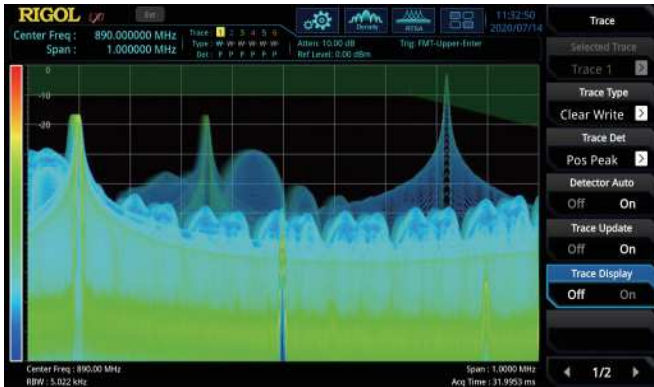 RIGOL LXI Ext
Center Freq : 890.000000 MHz
Span : 1.000000 MHz
Trace : 1 2 3 4 5 6
Type : W W W W W W
Det : P P P P P P
Atten: 10.00 dB
Ref Level: 0.00 dBm
Trig: FMT-Upper-Enter
Density
RTSA
11:32:50
2020/07/14
0
-10
-20
Center Freq : 890.00 MHz
RBW : 5.022 kHz
Span : 1.0000 MHz
Acq Time : 31.9953 ms
Trace
Selected Trace
Trace 1
Trace Type
Clear Write
Trace Det
Pos Peak
Detector Auto
Off On
Trace Update
Off On
Trace Display
Off On
1/2